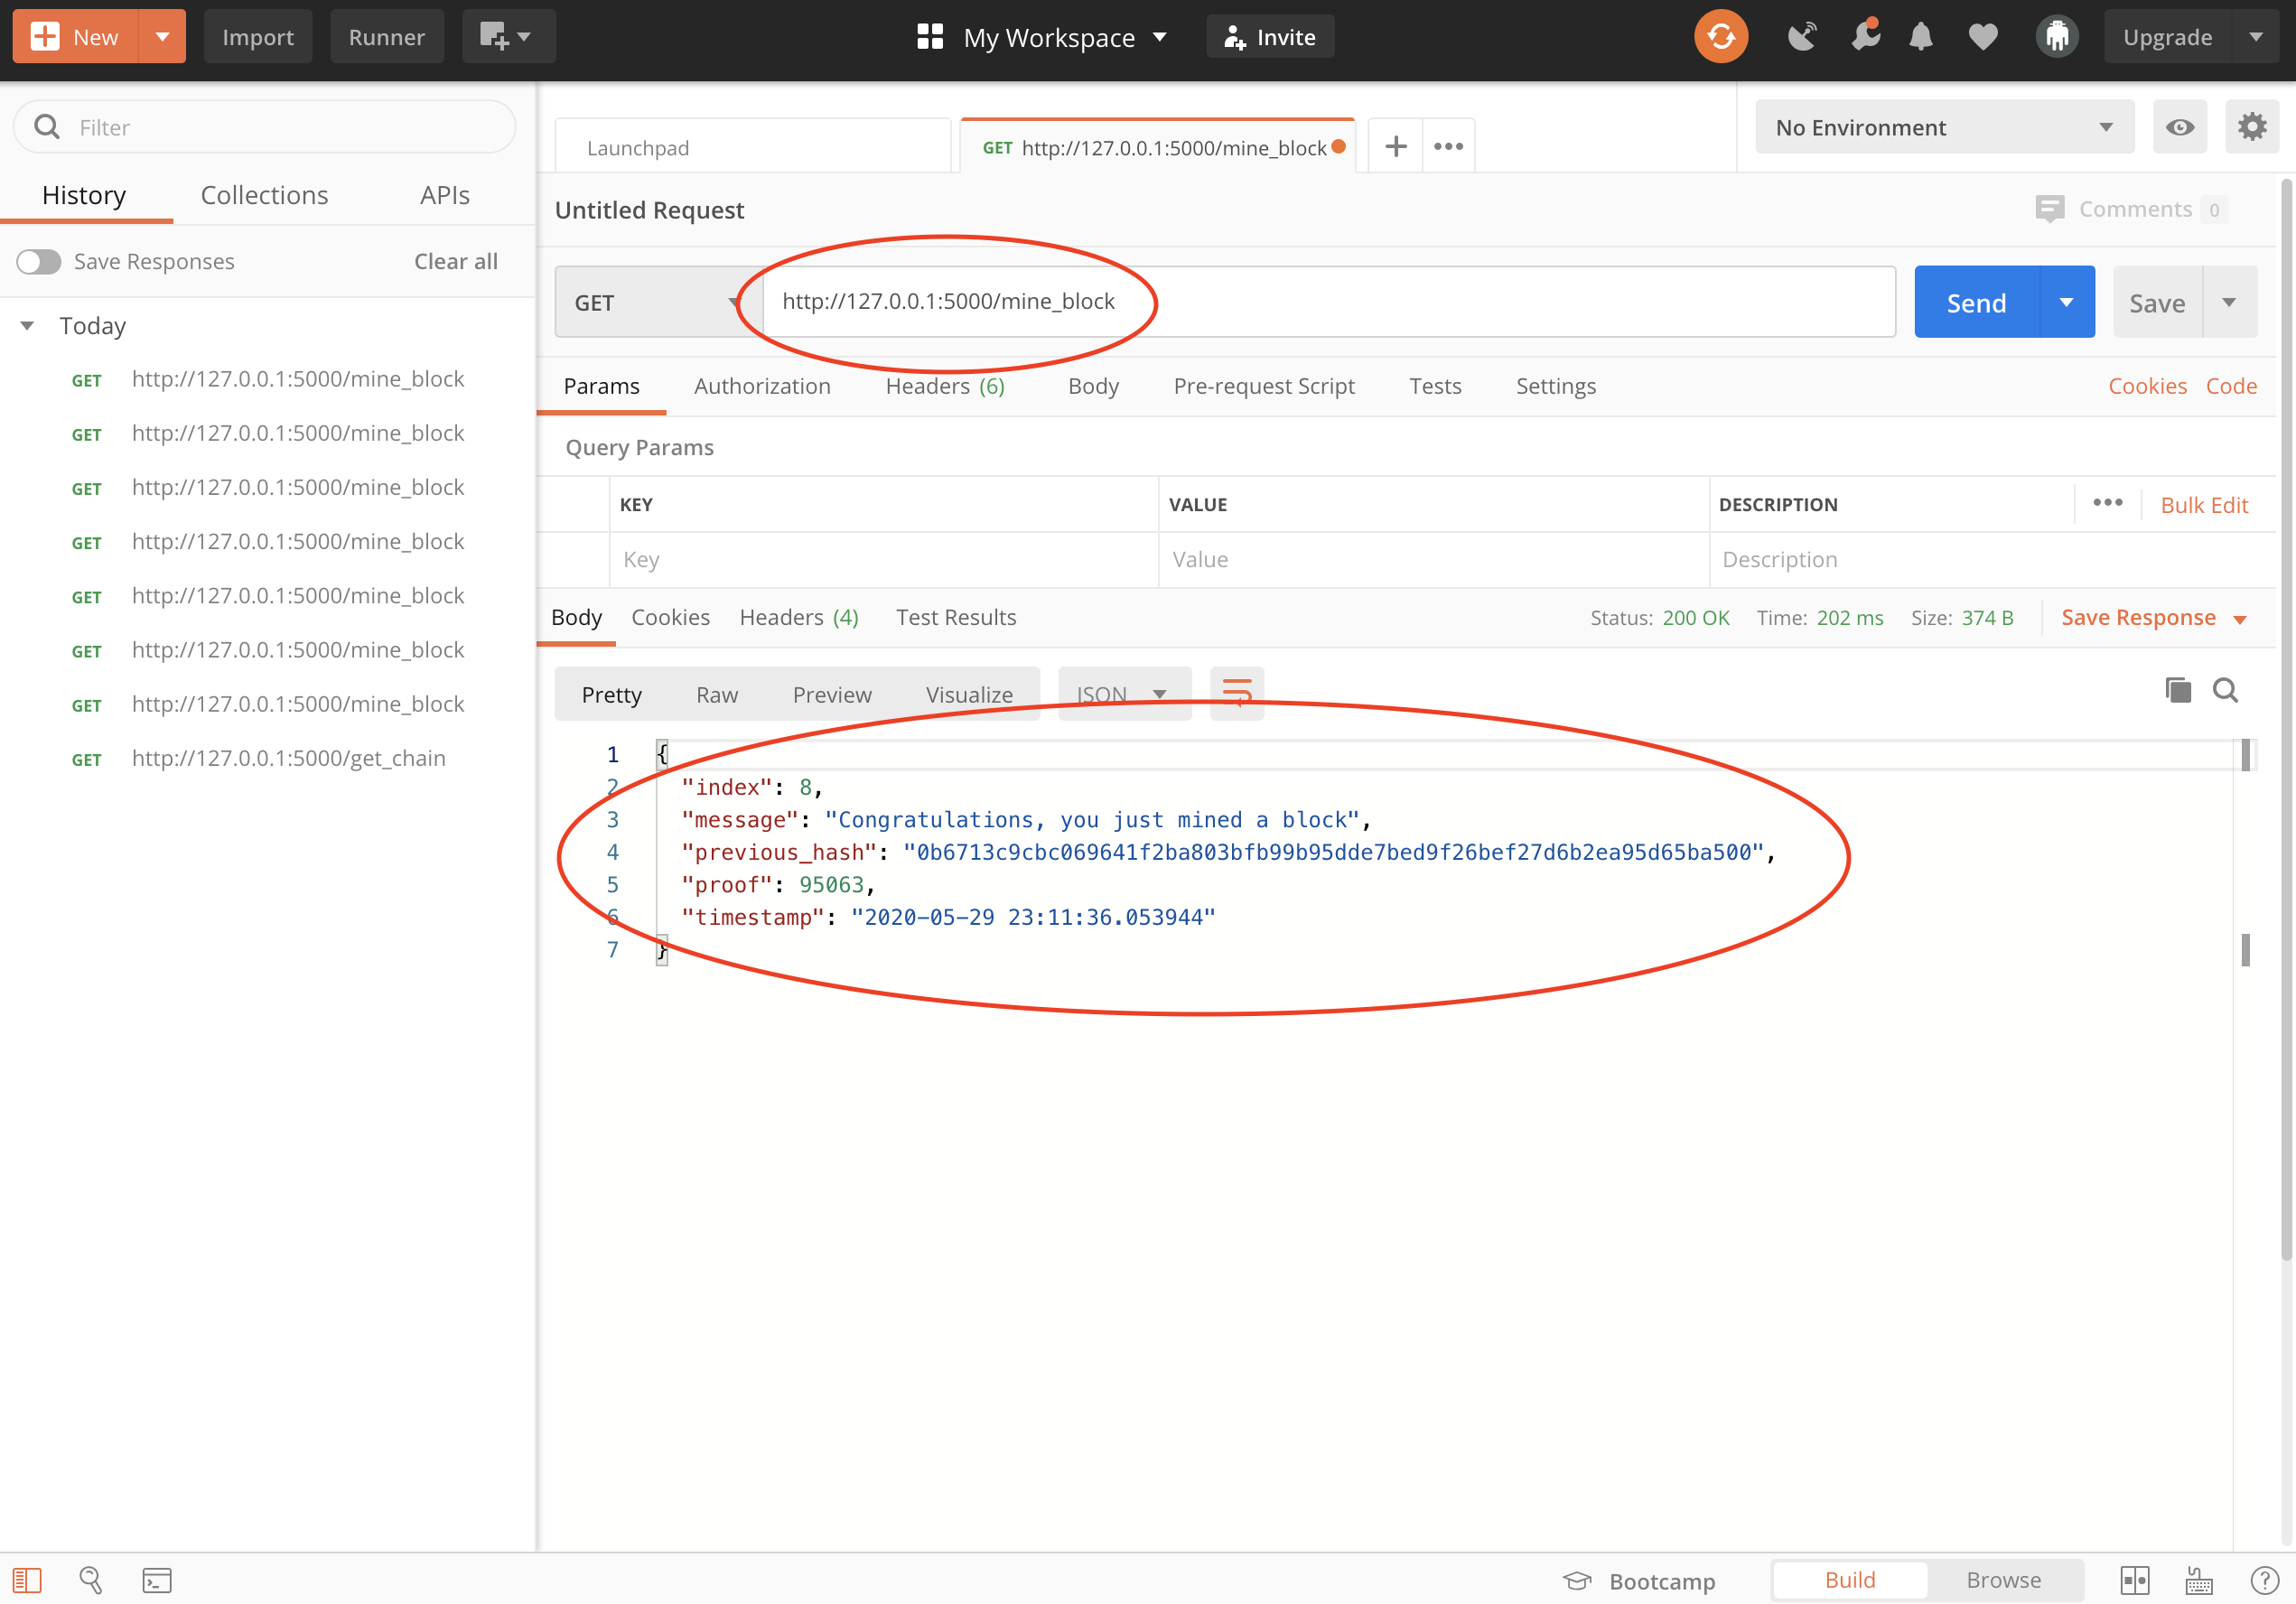 New Import Runner My Workspace Invite Upgrade
Filter
Launchpad GET http://127.0.0.1:5000/mine_block No Environment
History Collections APIs
Untitled Request Comments 0
Save Responses Clear all
GET http://127.0.0.1:5000/mine_block Send Save
Today
GET http://127.0.0.1:5000/mine_block
GET http://127.0.0.1:5000/mine_block
GET http://127.0.0.1:5000/mine_block
GET http://127.0.0.1:5000/mine_block
GET http://127.0.0.1:5000/mine_block
GET http://127.0.0.1:5000/mine_block
GET http://127.0.0.1:5000/mine_block
GET http://127.0.0.1:5000/get_chain
Params Authorization Headers (6) Body Pre-request Script Tests Settings Cookies Code
Query Params
KEY VALUE DESCRIPTION Bulk Edit
Key Value Description
Body Cookies Headers (4) Test Results Status: 200 OK Time: 202 ms Size: 374 B Save Response
Pretty Raw Preview Visualize JSON
1 {
2 "index": 8,
3 "message": "Congratulations, you just mined a block",
4 "previous_hash": "0b6713c9cbc069641f2ba803bfb99b95dde7bed9f26bef27d6b2ea95d65ba500",
5 "proof": 95063,
6 "timestamp": "2020-05-29 23:11:36.053944"
7 }
Bootcamp Build Browse